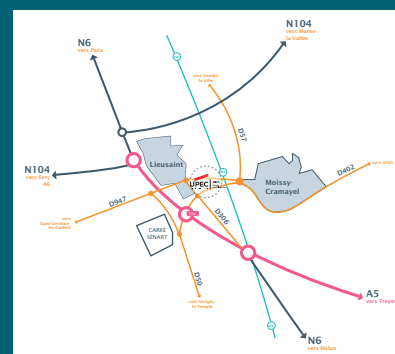 N6
vers Paris
N104
vers Marne-
la-Vallée
vers Combs-
la-Ville
D57
Lieusaint
N104
vers Evry
A6
UPEC
Moissy-
Cramayel
D402
vers A105
D947
vers
Saint-Germain-
lès-Corbeil
CARRÉ
SÉNART
D306
D50
vers Savigny-
le-Temple
A5
vers Troyes
N6
vers Melun